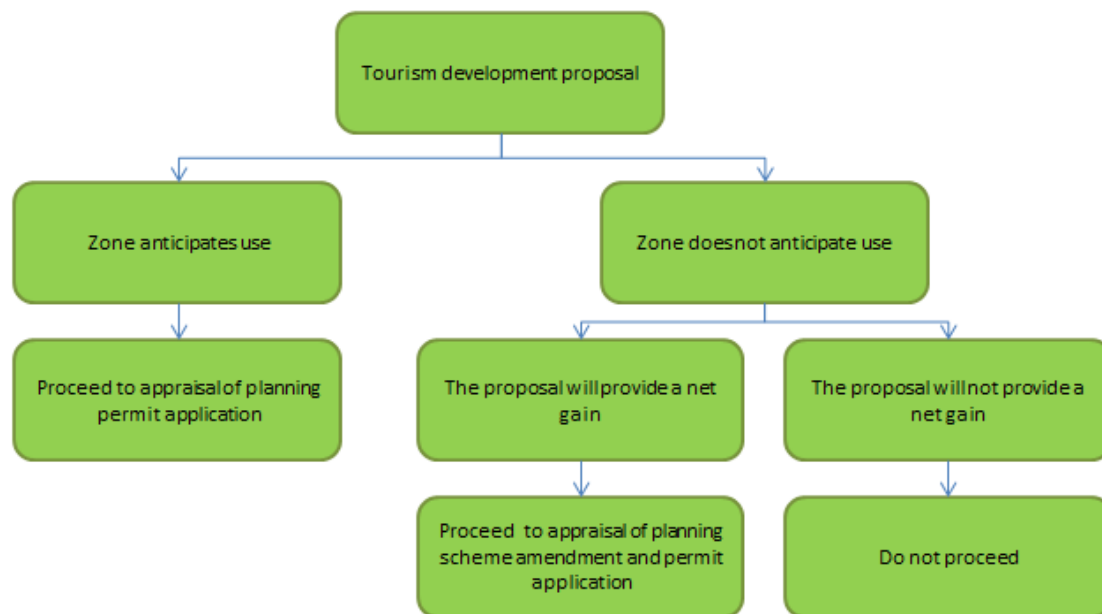 Tourism development proposal
Zone anticipates use
Zone does not anticipate use
Proceed to appraisal of planning
permit application
The proposal will provide a net
gain
The proposal will not provide a
net gain
Proceed to appraisal of planning
scheme amendment and permit
application
Do not proceed